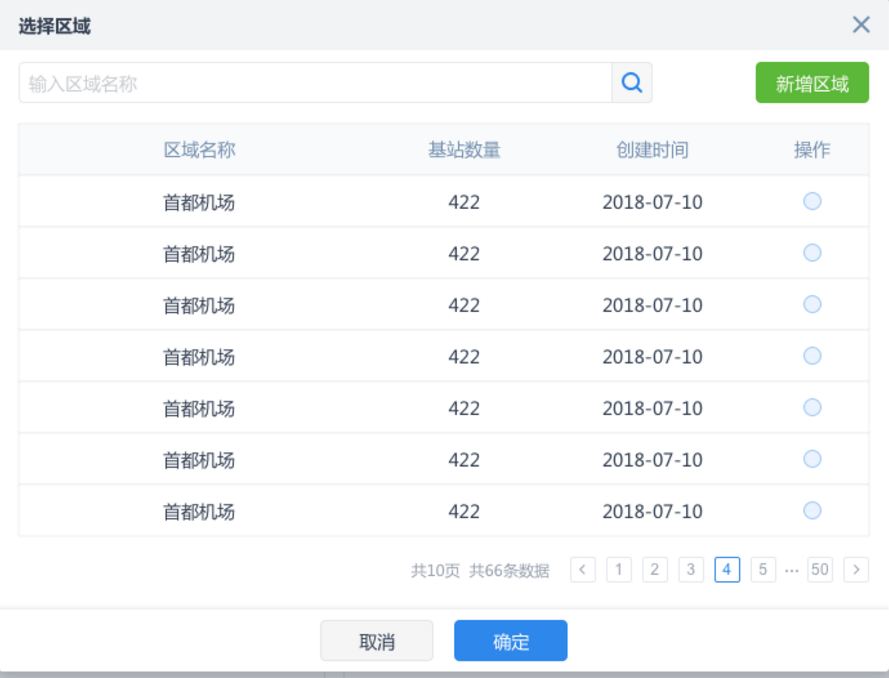 选择区域
输入区域名称
新增区域
区域名称 基站数量 创建时间 操作
首都机场 422 2018-07-10
首都机场 422 2018-07-10
首都机场 422 2018-07-10
首都机场 422 2018-07-10
首都机场 422 2018-07-10
首都机场 422 2018-07-10
首都机场 422 2018-07-10
共10页 共66条数据 < 1 2 3 4 5 ··· 50 >
取消 确定